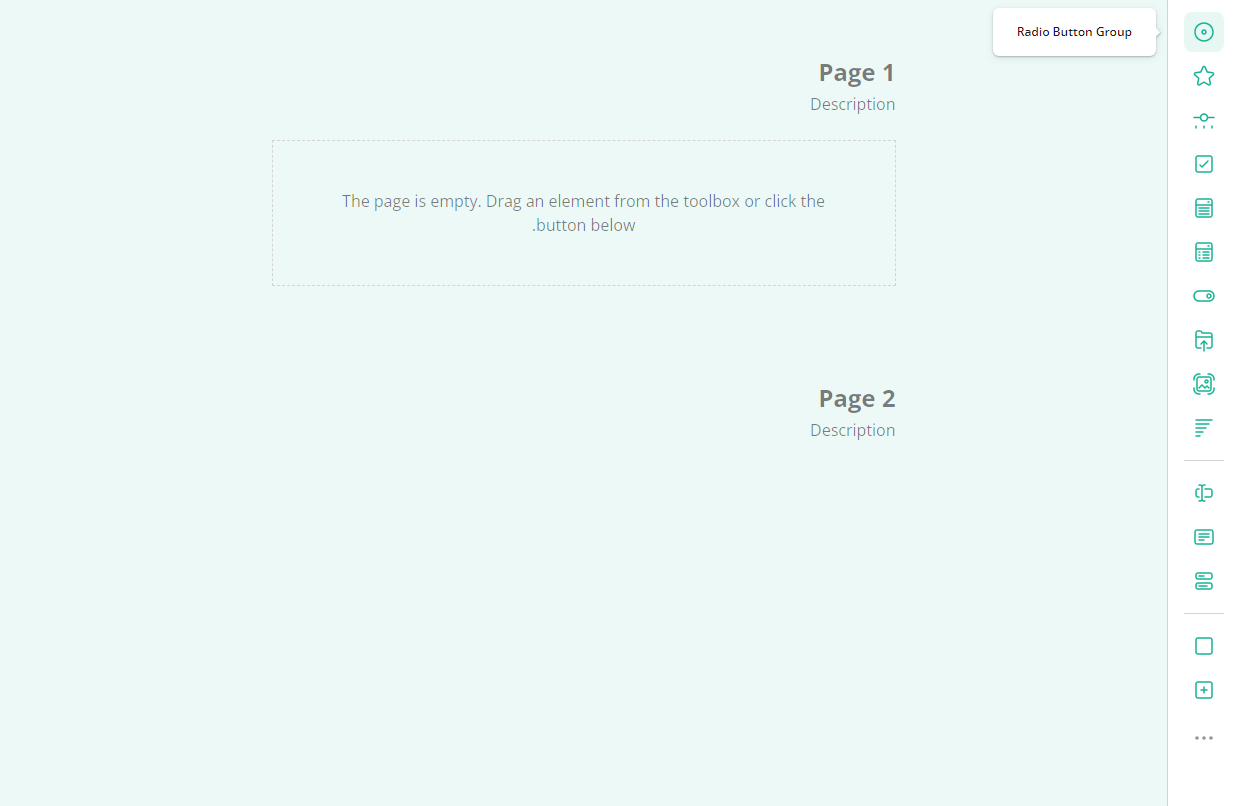 Radio Button Group
Page 1
Description
The page is empty. Drag an element from the toolbox or click the
.button below
Page 2
Description